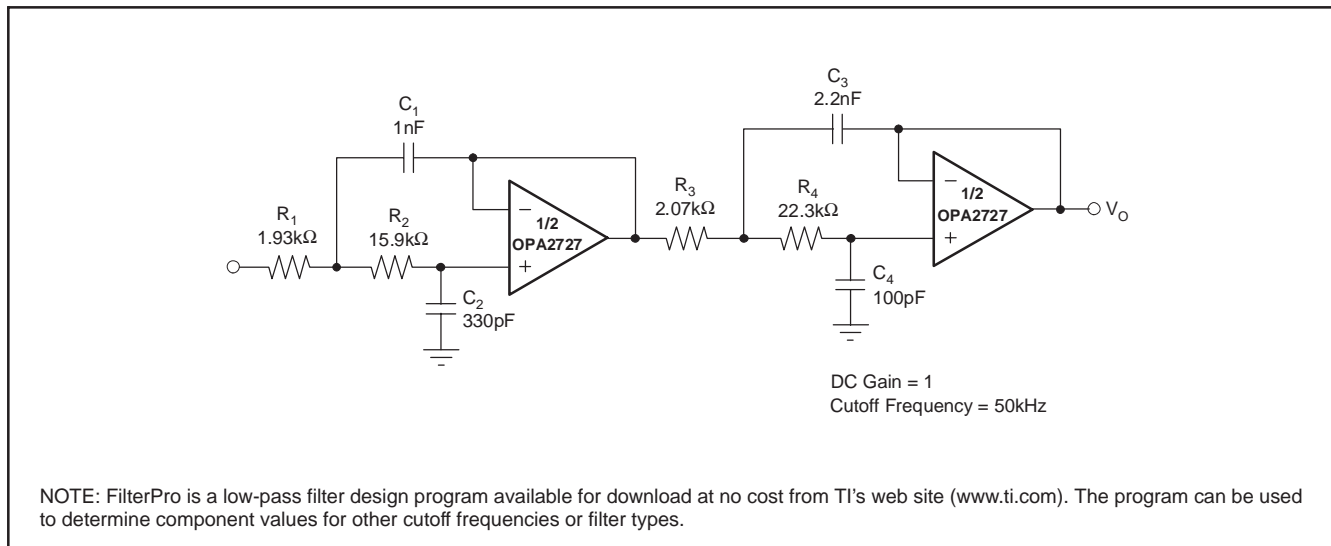 C1
1nF
R1
1.93kΩ
R2
15.9kΩ
−
+
1/2
OPA2727
C2
330pF
R3
2.07kΩ
C3
2.2nF
R4
22.3kΩ
−
+
1/2
OPA2727
VO
C4
100pF
DC Gain = 1
Cutoff Frequency = 50kHz
NOTE: FilterPro is a low-pass filter design program available for download at no cost from TI's web site (www.ti.com). The program can be used
to determine component values for other cutoff frequencies or filter types.